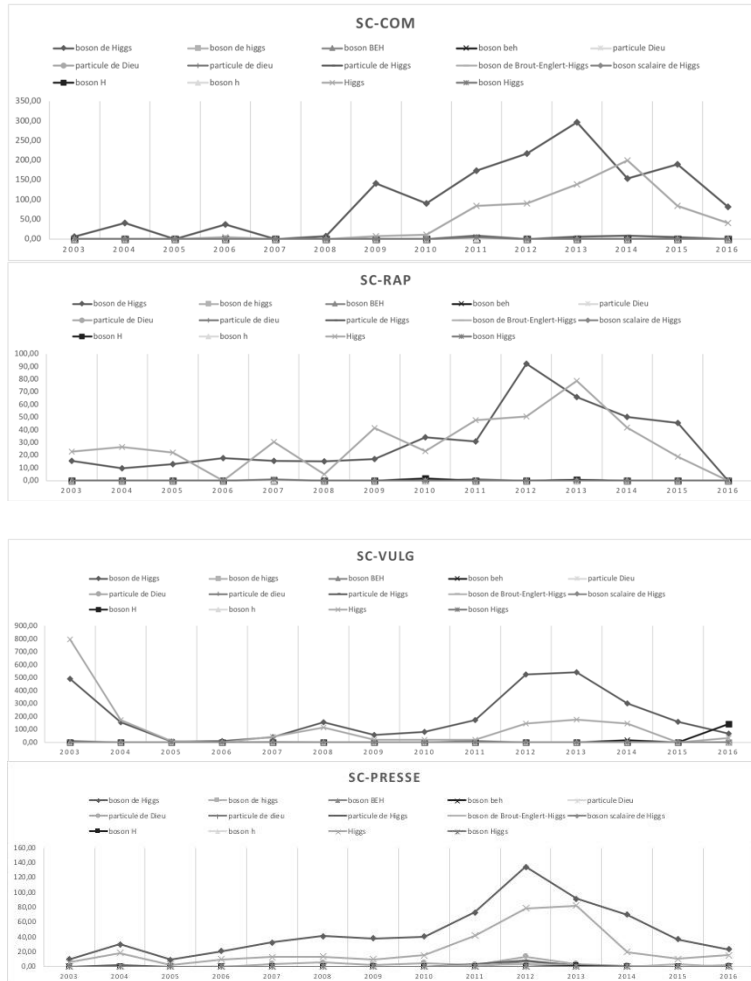 SC-COM
boson de Higgs boson de higgs boson BEH boson beh particule Dieu
particule de Dieu particule de dieu particule de Higgs boson de Brout-Englert-Higgs boson scalaire de Higgs
boson H boson h Higgs boson Higgs
350,00
300,00
250,00
200,00
150,00
100,00
50,00
0,00
2003 2004 2005 2006 2007 2008 2009 2010 2011 2012 2013 2014 2015 2016
SC-RAP
boson de Higgs boson de higgs boson BEH boson beh particule Dieu
particule de Dieu particule de dieu particule de Higgs boson de Brout-Englert-Higgs boson scalaire de Higgs
boson H boson h Higgs boson Higgs
100,00
90,00
80,00
70,00
60,00
50,00
40,00
30,00
20,00
10,00
0,00
2003 2004 2005 2006 2007 2008 2009 2010 2011 2012 2013 2014 2015 2016
SC-VULG
boson de Higgs boson de higgs boson BEH boson beh particule Dieu
particule de Dieu particule de dieu particule de Higgs boson de Brout-Englert-Higgs boson scalaire de Higgs
boson H boson h Higgs boson Higgs
900,00
800,00
700,00
600,00
500,00
400,00
300,00
200,00
100,00
0,00
2003 2004 2005 2006 2007 2008 2009 2010 2011 2012 2013 2014 2015 2016
SC-PRESSE
boson de Higgs boson de higgs boson BEH boson beh particule Dieu
particule de Dieu particule de dieu particule de Higgs boson de Brout-Englert-Higgs boson scalaire de Higgs
boson H boson h Higgs boson Higgs
160,00
140,00
120,00
100,00
80,00
60,00
40,00
20,00
0,00
2003 2004 2005 2006 2007 2008 2009 2010 2011 2012 2013 2014 2015 2016